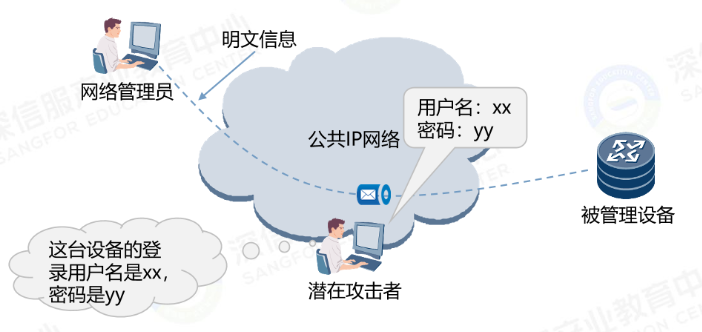 明文信息
网络管理员
用户名：xx
密码：yy
公共IP网络
被管理设备
这台设备的登
录用户名是xx，
密码是yy
潜在攻击者
深信服产业教育中心
SANGFOR EDUCATION CENTER